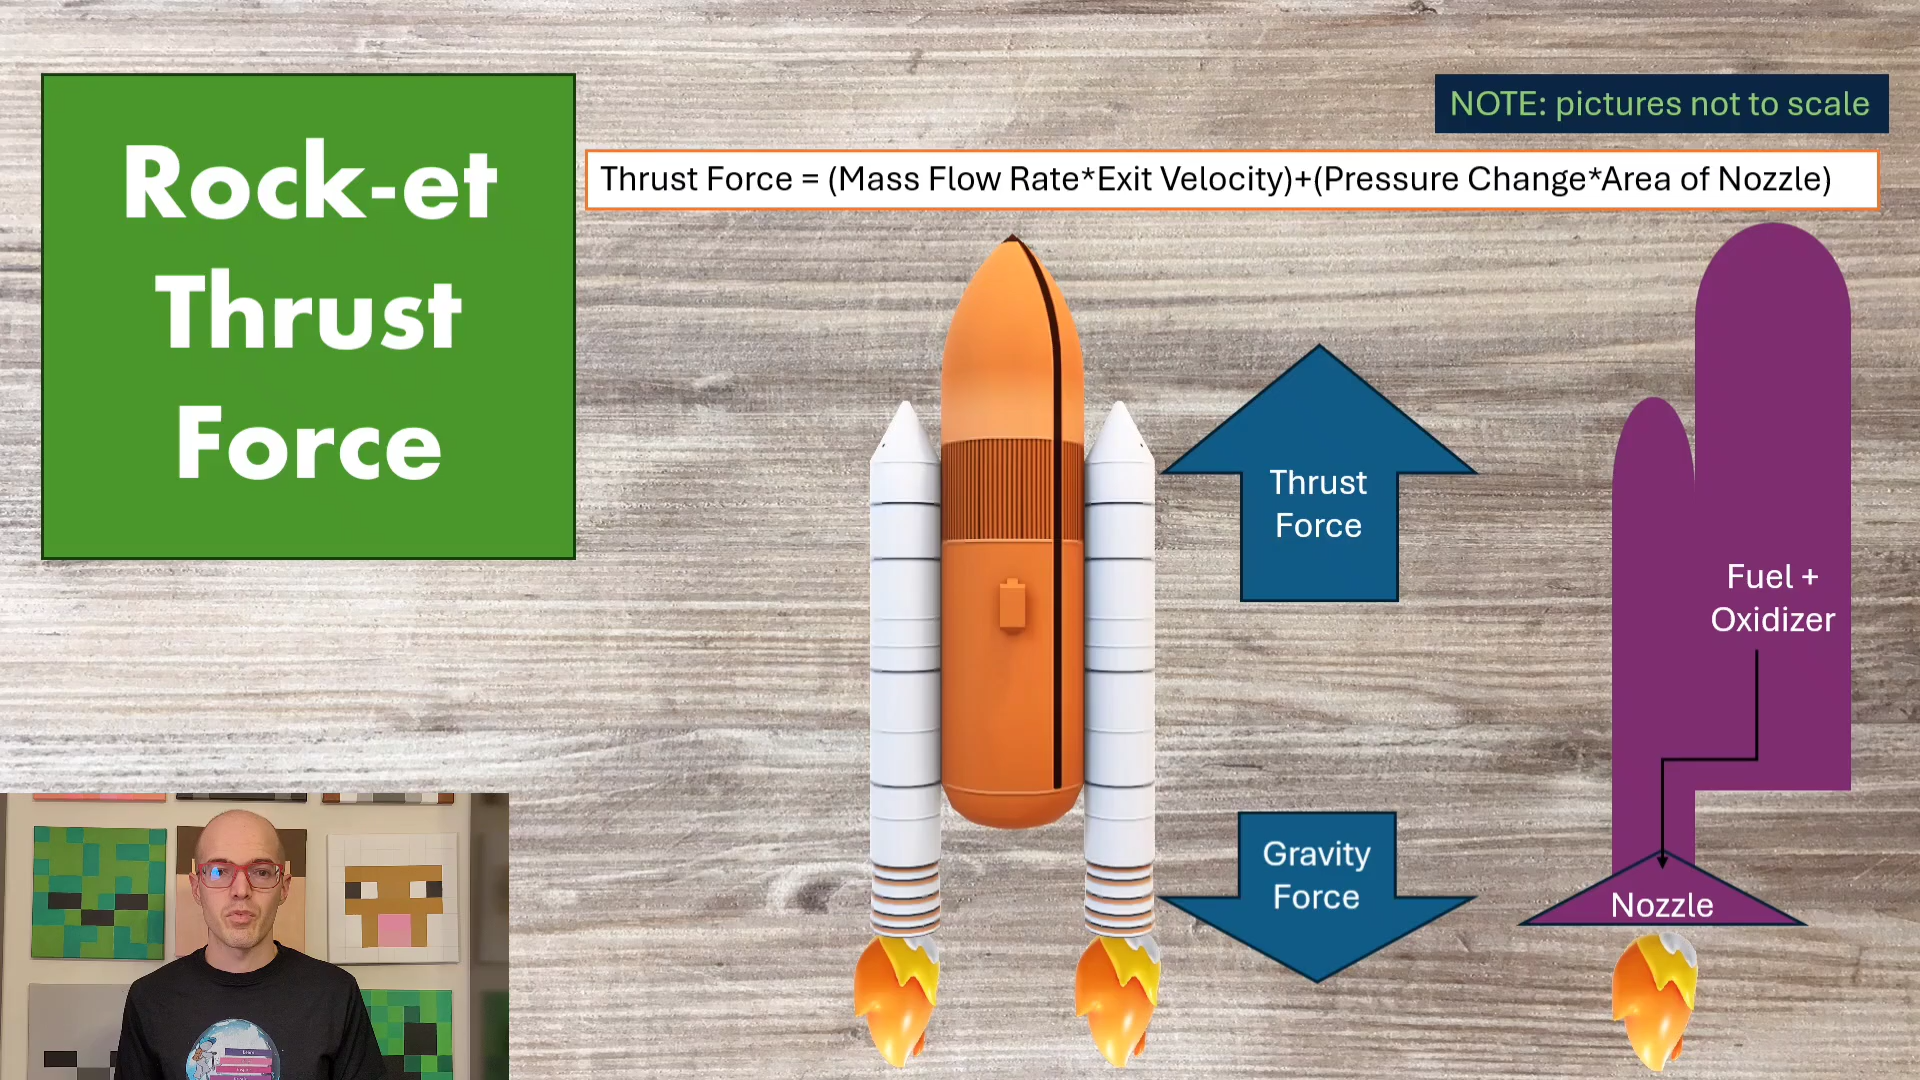 Rock-et
Thrust
Force
NOTE: pictures not to scale
Thrust Force = (Mass Flow Rate*Exit Velocity)+(Pressure Change*Area of Nozzle)
Thrust
Force
Fuel +
Oxidizer
Gravity
Force
Nozzle